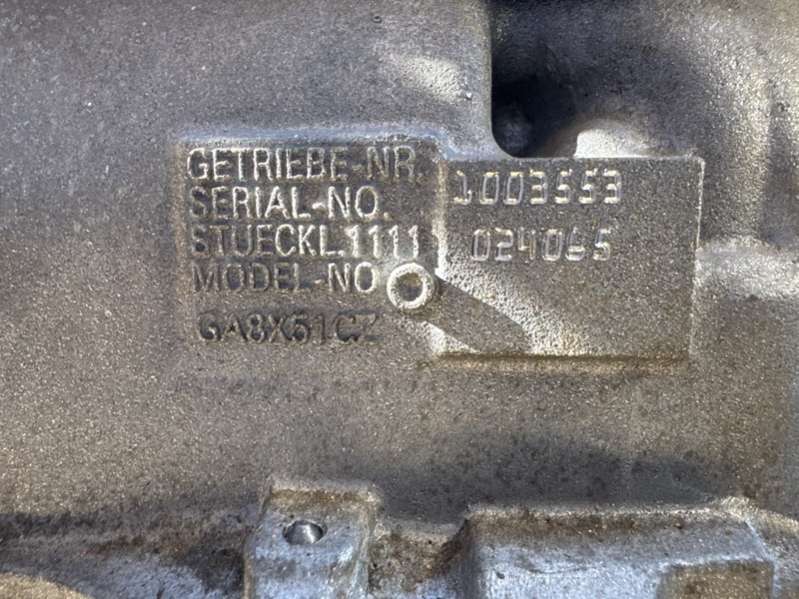 GETRIEBE-NR.
SERIAL-NO. 1003553
STUECKL.1111 024065
MODEL-NO
GA8X51CZ